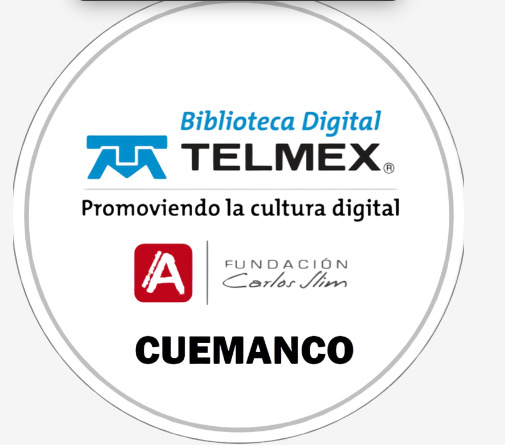 Biblioteca Digital
TELMEX®
Promoviendo la cultura digital
A
FUNDACIÓN
Carlos Slim
CUEMANCO